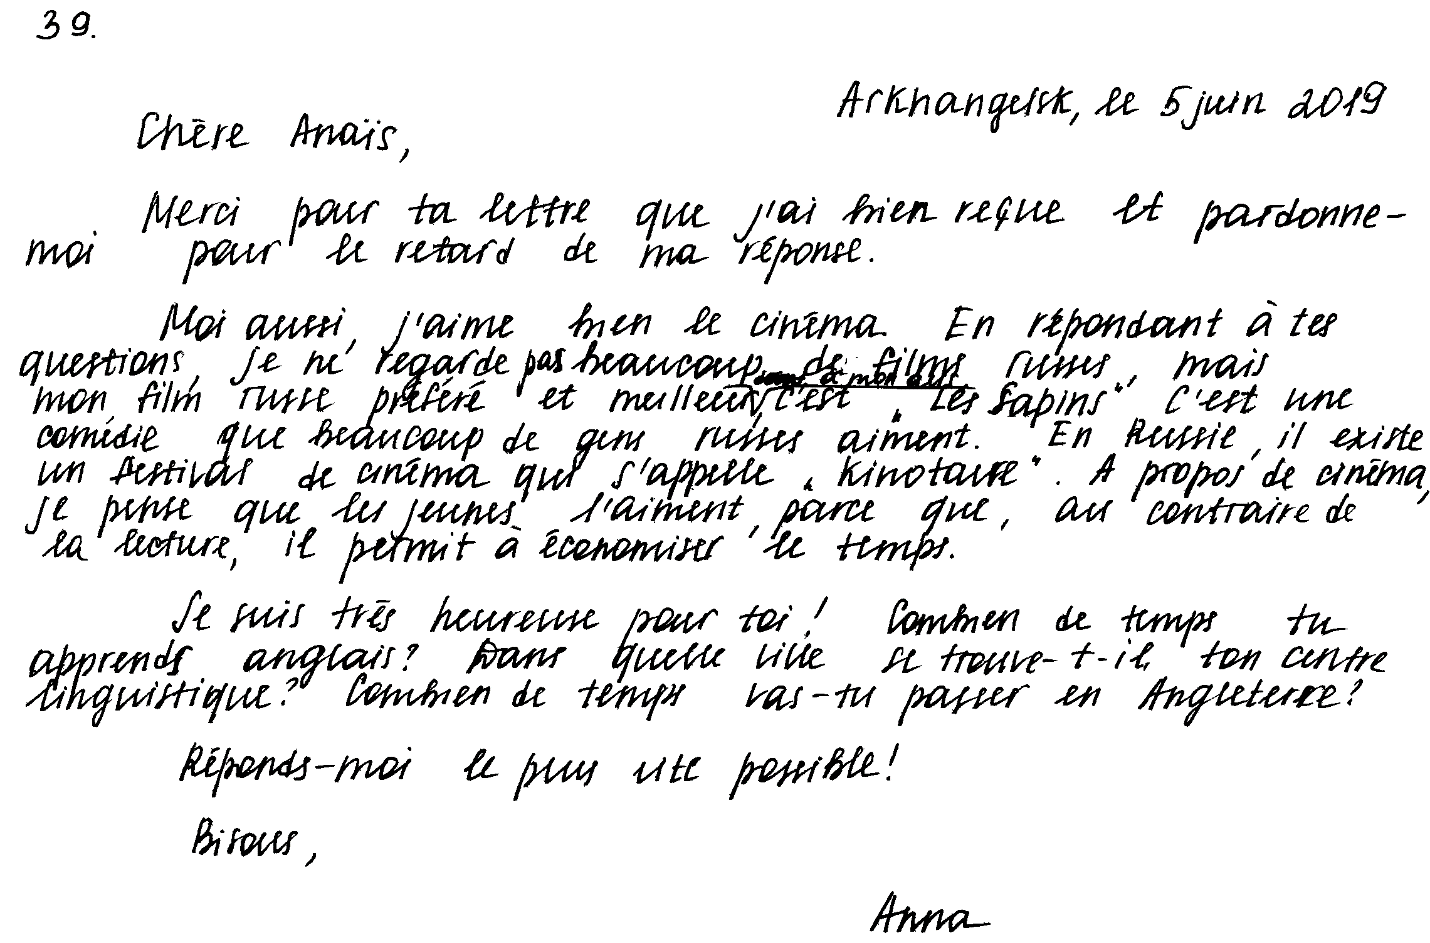 39.
Arkhangelsk, le 5 juin 2019
Chère Anaïs,
Merci pour ta lettre que j'ai bien reçue et pardonne-
moi pour le retard de ma réponse.
Moi aussi, j'aime bien le cinéma. En répondant à tes
questions, je ne regarde pas beaucoup de films russes, mais
mon film russe préféré et meilleur, c'est „Les Sapins“. C'est une
comédie que beaucoup de gens russes aiment. En Russie, il existe
un festival de cinéma qui s'appelle „Kinotavre“. A propos de cinéma,
je pense que les jeunes l'aiment, parce que, au contraire de
la lecture, il permit à économiser le temps.
Je suis très heureuse pour toi! Combien de temps tu
apprends anglais? Dans quelle ville se trouve-t-il, ton centre
linguistique? Combien de temps vas-tu passer en Angleterre?
Réponds-moi le plus vite possible!
Bisous,
Anna